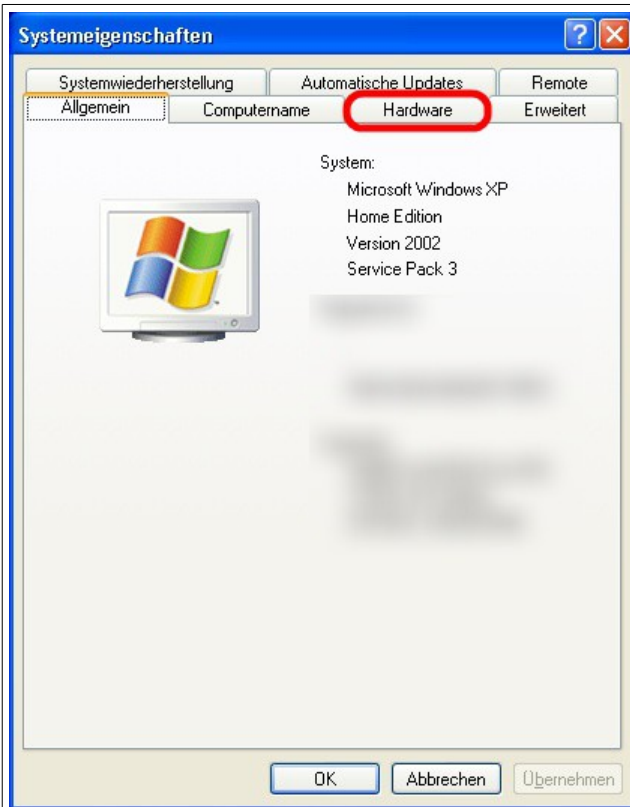 Systemeigenschaften
Systemwiederherstellung Automatische Updates Remote
Allgemein Computername Hardware Erweitert
System:
Microsoft Windows XP
Home Edition
Version 2002
Service Pack 3
OK Abbrechen Übernehmen